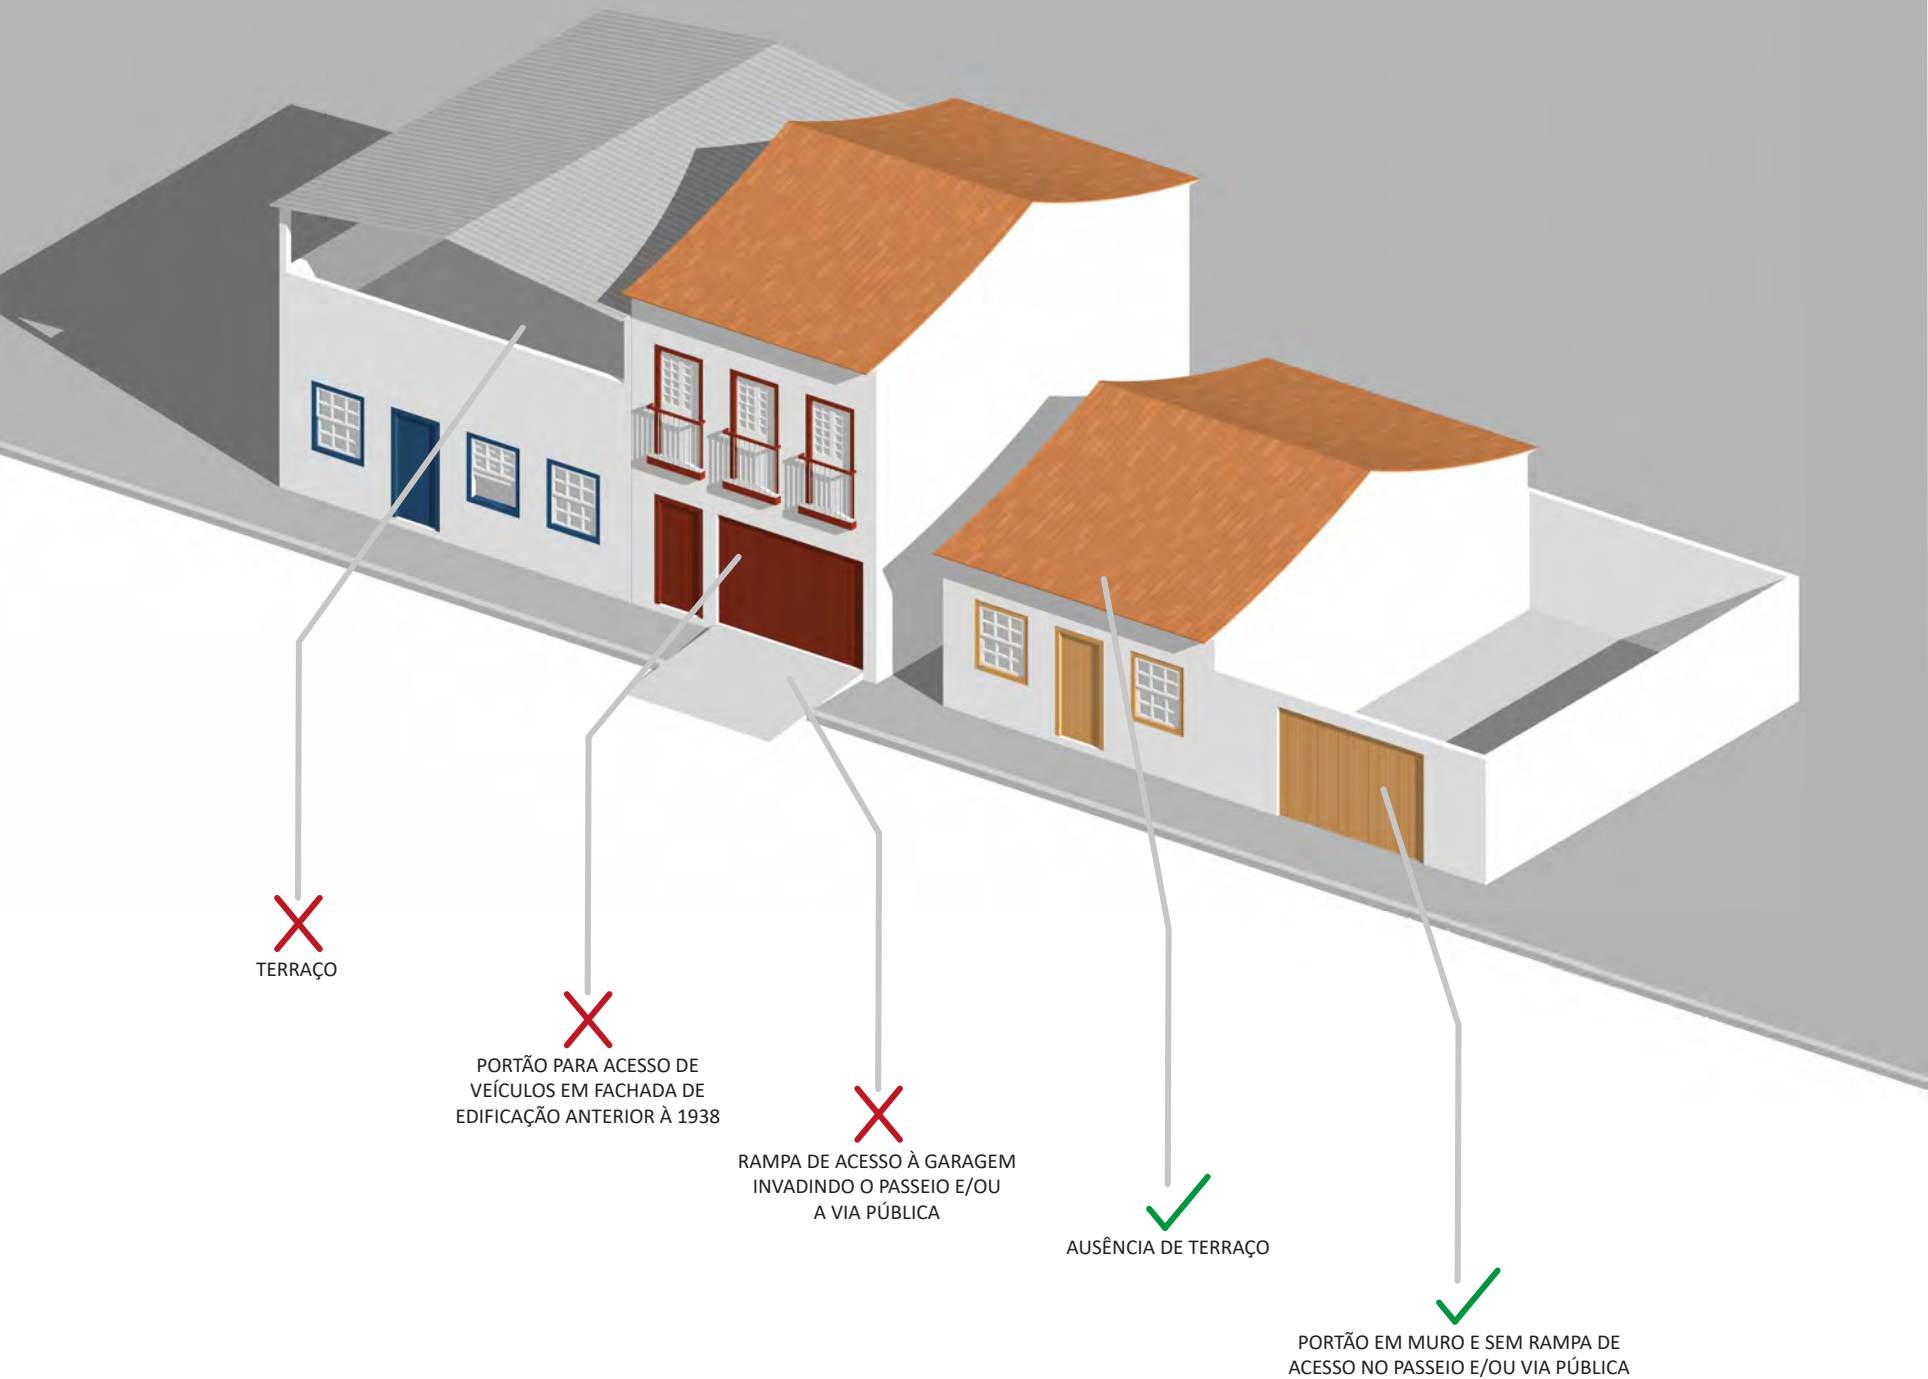 TERRAÇO
PORTÃO PARA ACESSO DE
VEÍCULOS EM FACHADA DE
EDIFICAÇÃO ANTERIOR À 1938
RAMPA DE ACESSO À GARAGEM
INVADINDO O PASSEIO E/OU
A VIA PÚBLICA
AUSÊNCIA DE TERRAÇO
PORTÃO EM MURO E SEM RAMPA DE
ACESSO NO PASSEIO E/OU VIA PÚBLICA